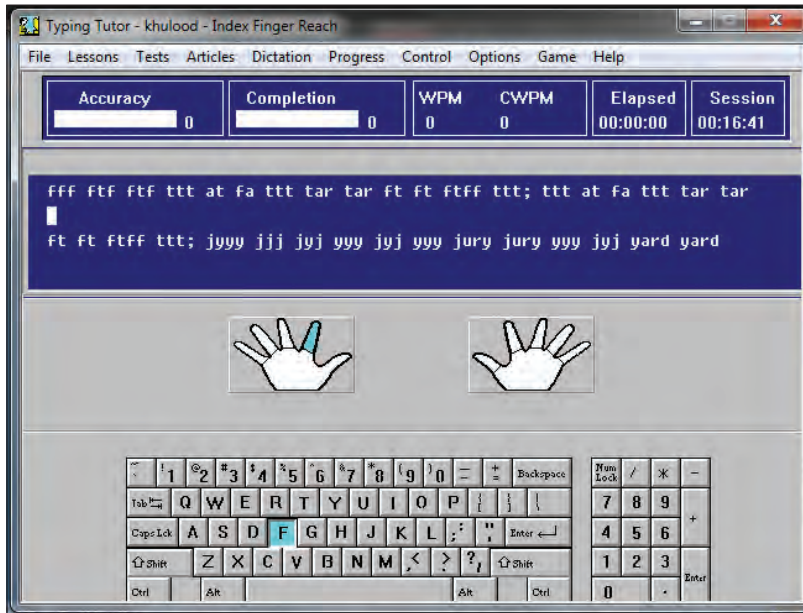 Typing Tutor - khulood - Index Finger Reach
File Lessons Tests Articles Dictation Progress Control Options Game Help
Accuracy Completion WPM CWPM Elapsed Session
0 0 0 0 00:00:00 00:16:41
fff ftf ftf ttt at fa ttt tar tar ft ft ftff ttt; ttt at fa ttt tar tar
ft ft ftff ttt; jyyy jjj jyj yyy jyj yyy jury jury yyy jyj yard yard
! 1 @ 2 # 3 $ 4 % 5 ^ 6 & 7 * 8 ( 9 ) 0 = + = Backspace Num Lock / * -
Tab Q W E R T Y U I O P [ ] \ 7 8 9
Caps Lck A S D F G H J K L ; : " Enter 4 5 6 +
Shift Z X C V B N M , < . > ? / Shift 1 2 3
Ctrl Alt Alt Ctrl 0 . Enter